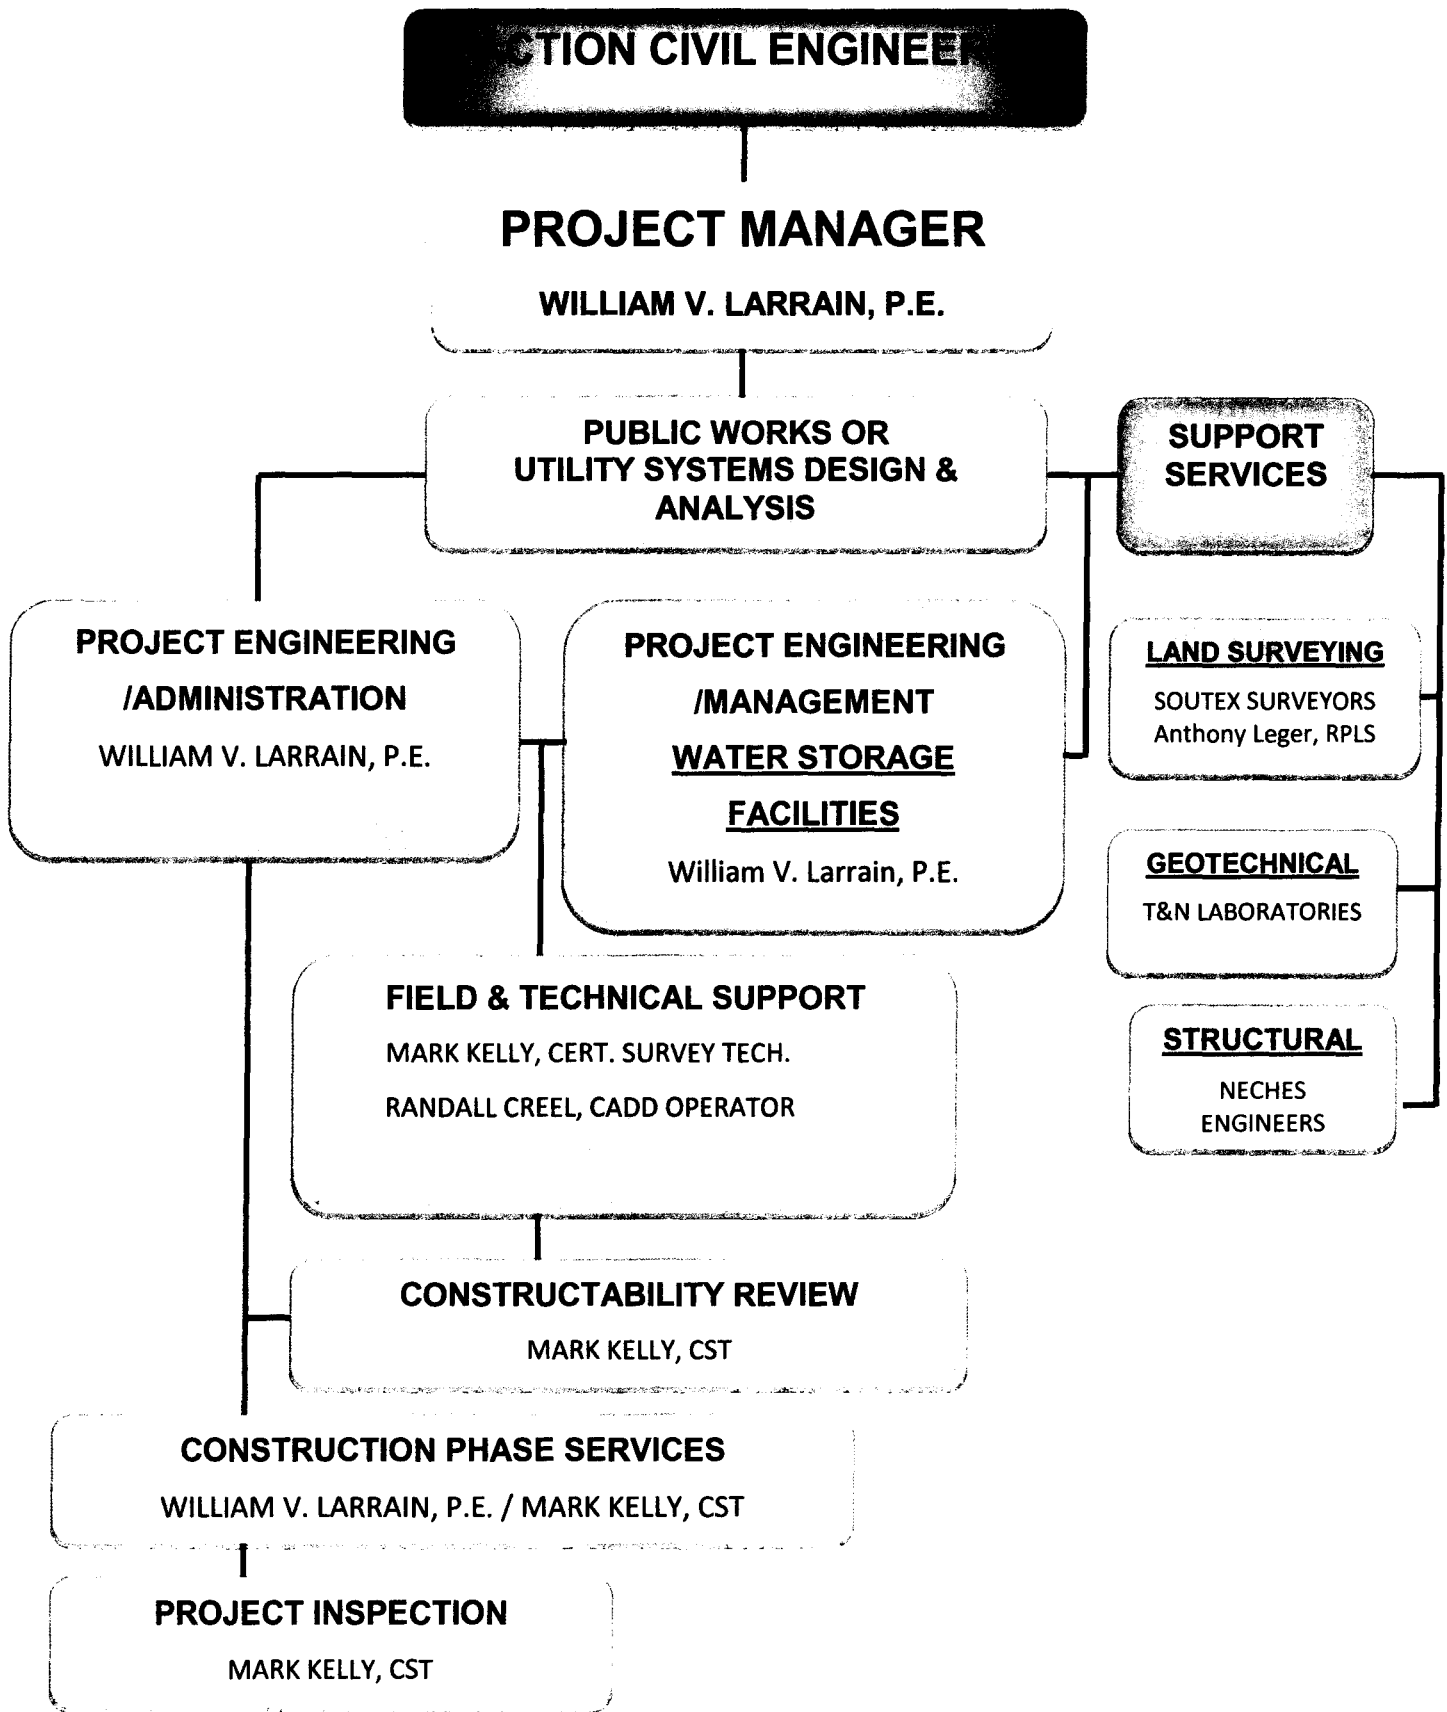 CIVIL ENGINEER
PROJECT MANAGER
WILLIAM V. LARRAIN, P.E.
PUBLIC WORKS OR
UTILITY SYSTEMS DESIGN &
ANALYSIS
SUPPORT
SERVICES
PROJECT ENGINEERING
/ADMINISTRATION
WILLIAM V. LARRAIN, P.E.
PROJECT ENGINEERING
/MANAGEMENT
WATER STORAGE
FACILITIES
William V. Larrain, P.E.
LAND SURVEYING
SOUTEX SURVEYORS
Anthony Leger, RPLS
GEOTECHNICAL
T&N LABORATORIES
STRUCTURAL
NECHES
ENGINEERS
FIELD & TECHNICAL SUPPORT
MARK KELLY, CERT. SURVEY TECH.
RANDALL CREEL, CADD OPERATOR
CONSTRUCTABILITY REVIEW
MARK KELLY, CST
CONSTRUCTION PHASE SERVICES
WILLIAM V. LARRAIN, P.E. / MARK KELLY, CST
PROJECT INSPECTION
MARK KELLY, CST